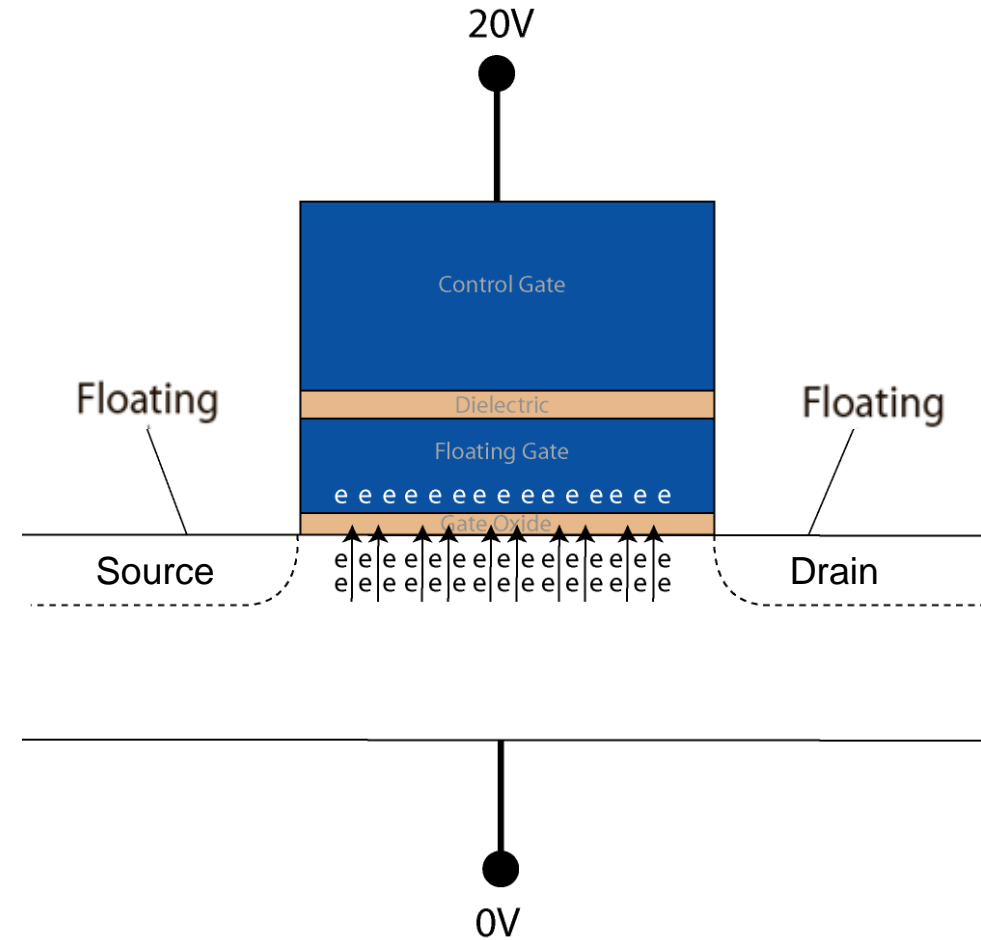 20V
Control Gate
Floating
Floating
Dielectric
Floating Gate
e e e e e e e e e e e e e e e
Gate Oxide
Source
e e e e e e e e e e e e e e e
e e e e e e e e e e e e e e e
Drain
0V